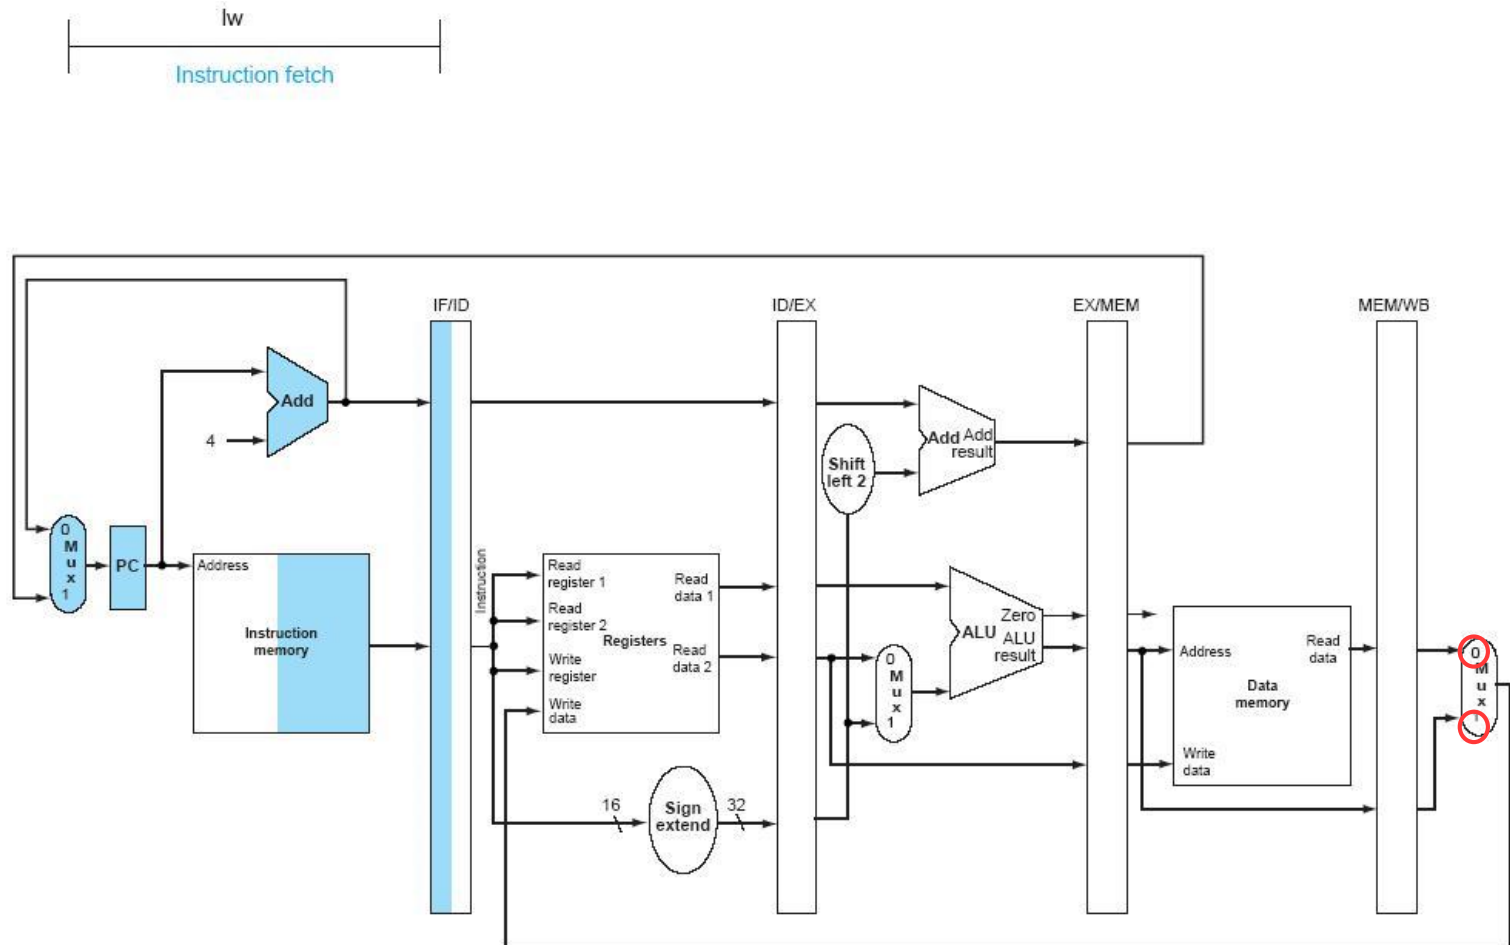 lw
Instruction fetch
IF/ID
ID/EX
EX/MEM
MEM/WB
Add
4
Add Add
result
Shift
left 2
0
M
u
x
1
PC
Address
Instruction
memory
Instruction
Read
register 1
Read
register 2
Write
register
Write
data
Registers
Read
data 1
Read
data 2
0
M
u
x
1
Zero
ALU
ALU
result
Address
Read
data
Data
memory
Write
data
0
M
u
x
1
16
Sign
extend
32